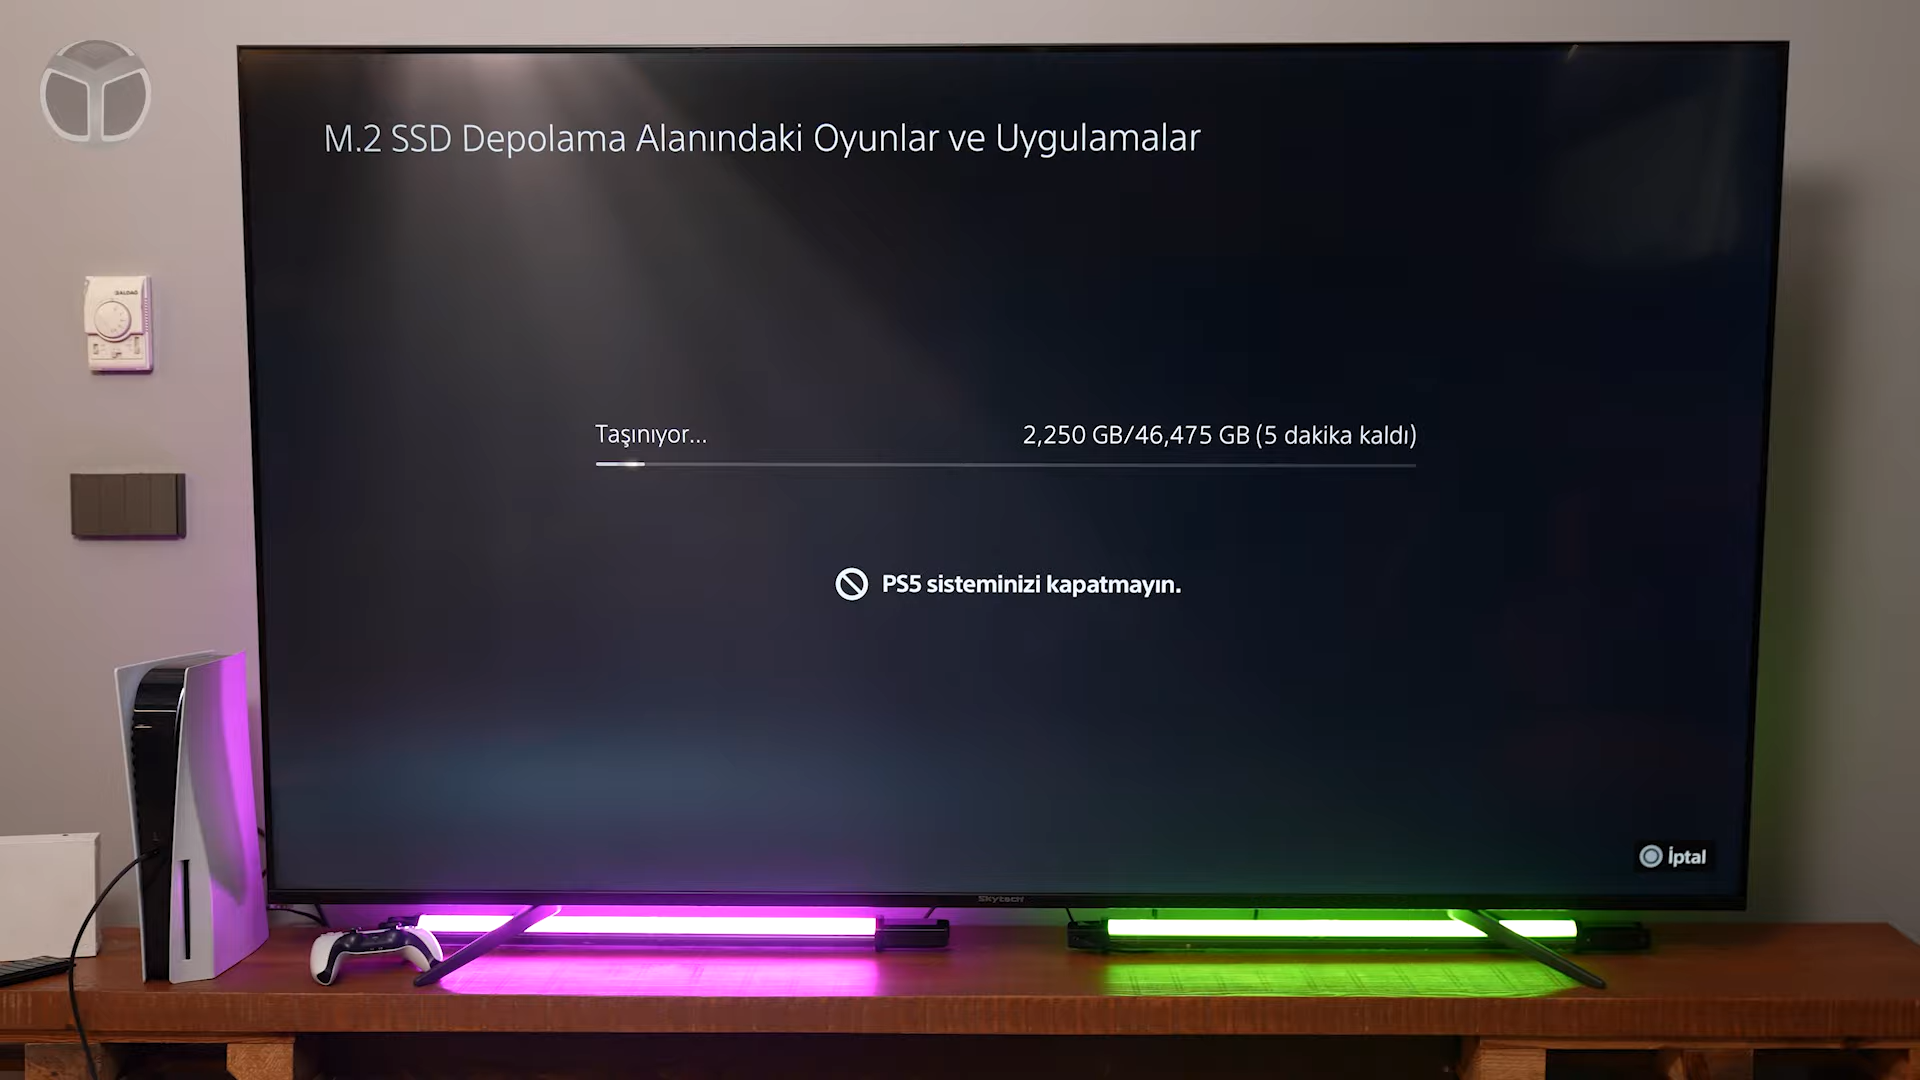 M.2 SSD Depolama Alanındaki Oyunlar ve Uygulamalar
Taşınıyor...
2,250 GB/46,475 GB (5 dakika kaldı)
PS5 sisteminizi kapatmayın.
İptal
Skytech